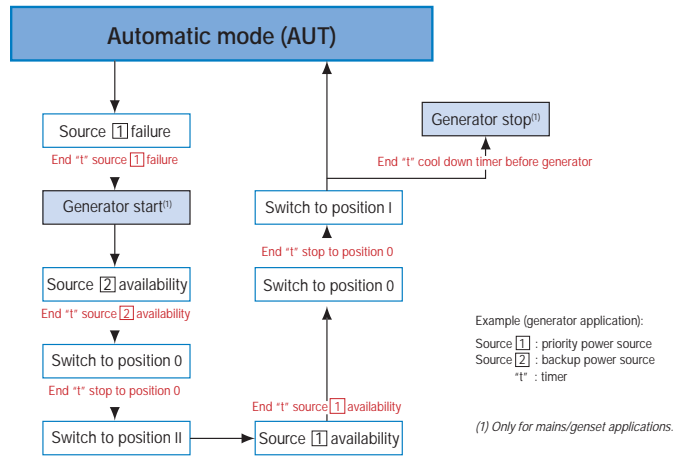 Automatic mode (AUT)
Source 1 failure
End "t" source 1 failure
Generator start(1)
Source 2 availability
End "t" source 2 availability
Switch to position 0
End "t" stop to position 0
Switch to position II
Source 1 availability
End "t" source 1 availability
Switch to position 0
End "t" stop to position 0
Switch to position I
End "t" cool down timer before generator
Generator stop(1)
Example (generator application):
Source 1 : priority power source
Source 2 : backup power source
"t" : timer
(1) Only for mains/genset applications.